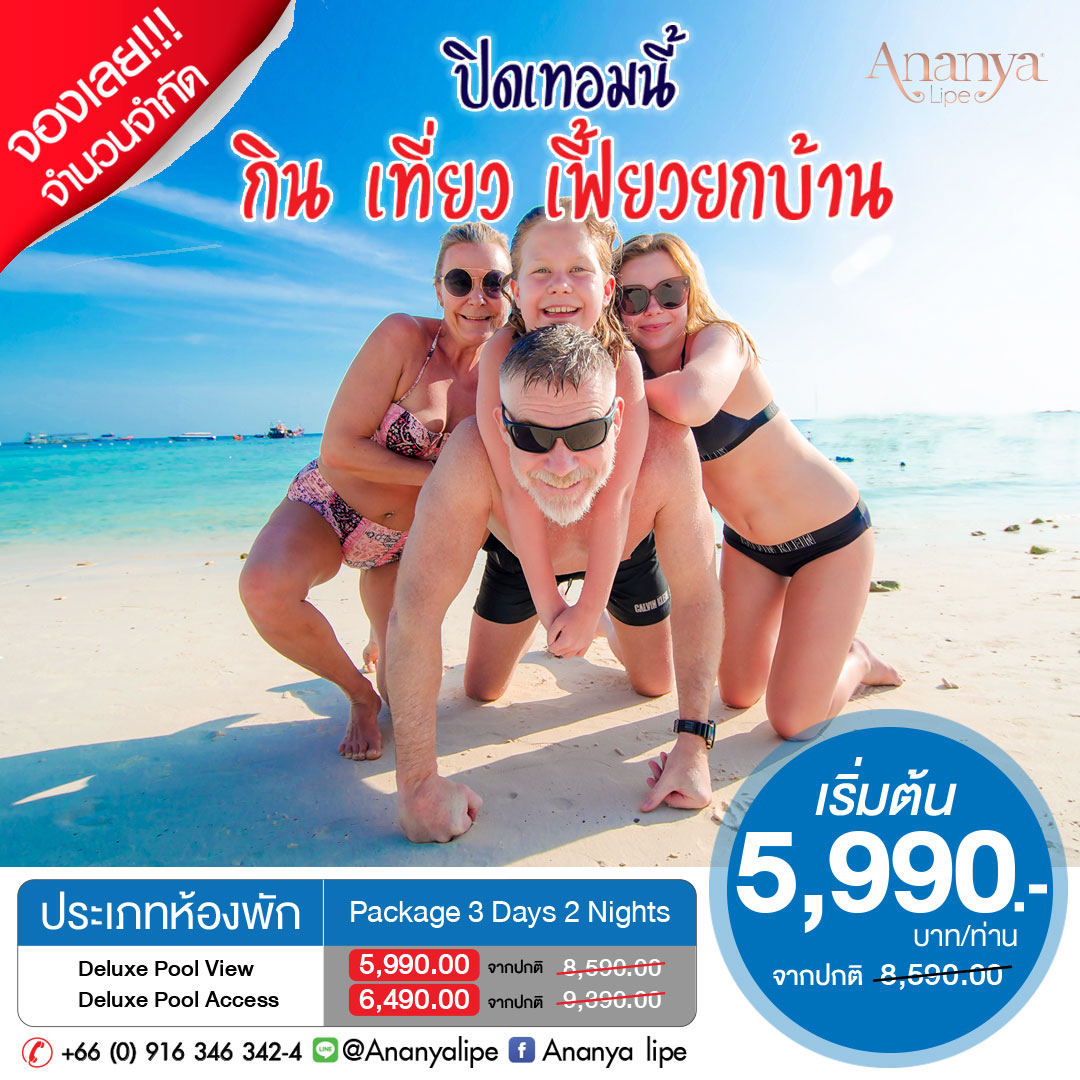 จองเลย!!!
จำนวนจำกัด
Ananya
Lipe
ปิดเทอมนี้
กิน เที่ยว เฟี้ยวยกบ้าน
CALVIN KLEIN
เริ่มต้น
5,990.-
บาท/ท่าน
จากปกติ 8,590.00
ประเภทห้องพัก Package 3 Days 2 Nights
Deluxe Pool View 5,990.00 จากปกติ 8,590.00
Deluxe Pool Access 6,490.00 จากปกติ 9,390.00
+66 (0) 916 346 342-4 LINE @Ananyalipe f Ananya lipe